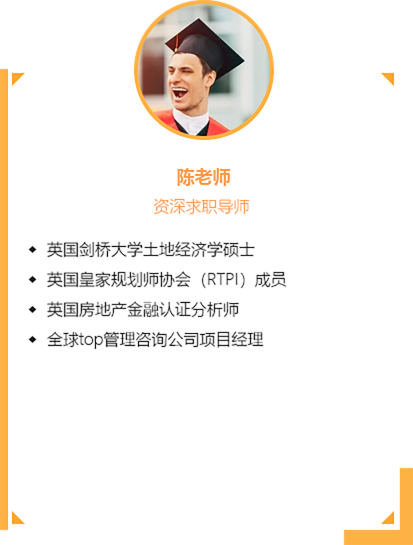 陈老师
资深求职导师
英国剑桥大学土地经济学硕士
英国皇家规划师协会（RTPI）成员
英国房地产金融认证分析师
全球top管理咨询公司项目经理